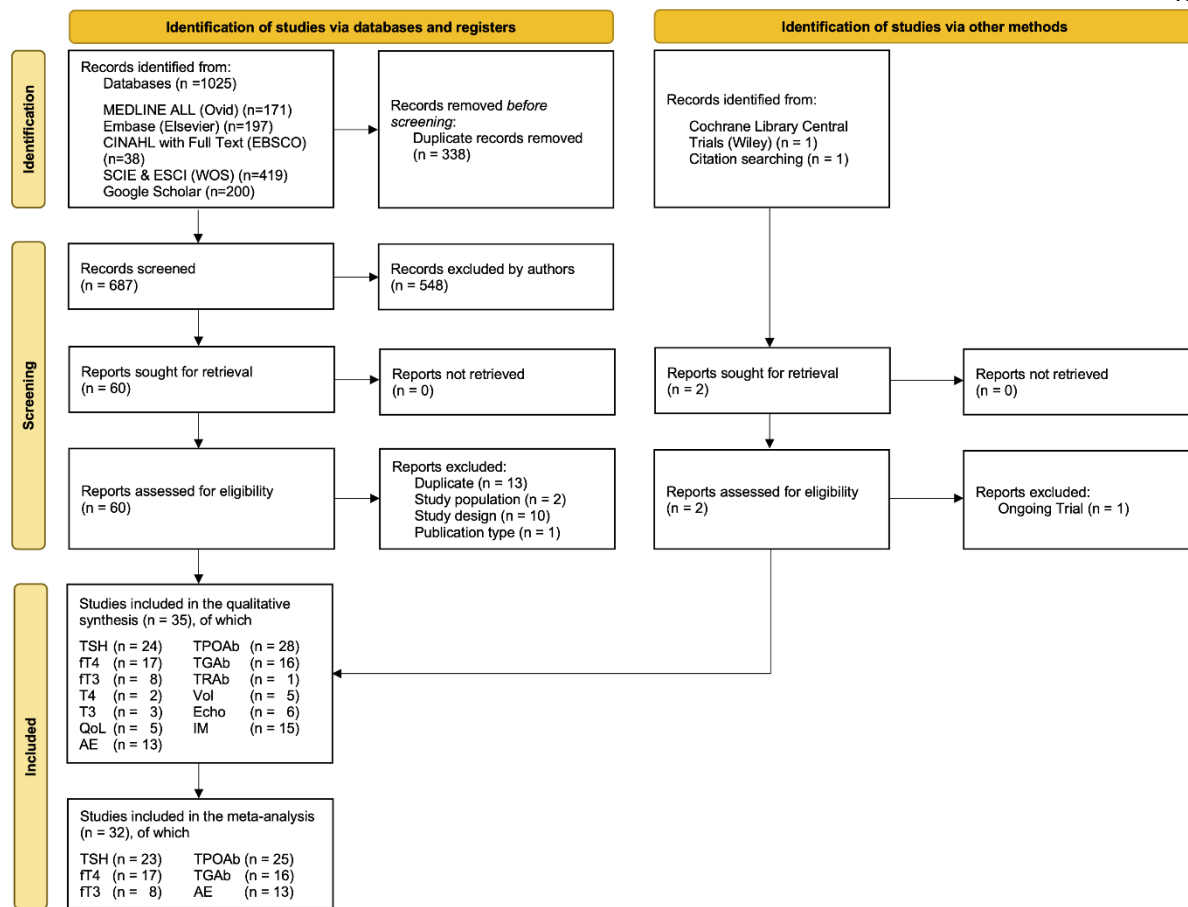 Identification of studies via databases and registers
Identification of studies via other methods
Identification
Records identified from:
Databases (n =1025)
MEDLINE ALL (Ovid) (n=171)
Embase (Elsevier) (n=197)
CINAHL with Full Text (EBSCO)
(n=38)
SCIE & ESCI (WOS) (n=419)
Google Scholar (n=200)
Records removed before
screening:
Duplicate records removed
(n = 338)
Records identified from:
Cochrane Library Central
Trials (Wiley) (n = 1)
Citation searching (n = 1)
Screening
Records screened
(n = 687)
Records excluded by authors
(n = 548)
Reports sought for retrieval
(n = 60)
Reports not retrieved
(n = 0)
Reports sought for retrieval
(n = 2)
Reports not retrieved
(n = 0)
Reports assessed for eligibility
(n = 60)
Reports excluded:
Duplicate (n = 13)
Study population (n = 2)
Study design (n = 10)
Publication type (n = 1)
Reports assessed for eligibility
(n = 2)
Reports excluded:
Ongoing Trial (n = 1)
Included
Studies included in the qualitative
synthesis (n = 35), of which
TSH (n = 24) TPOAb (n = 28)
fT4 (n = 17) TGAb (n = 16)
fT3 (n = 8) TRAb (n = 1)
T4 (n = 2) Vol (n = 5)
T3 (n = 3) Echo (n = 6)
QoL (n = 5) IM (n = 15)
AE (n = 13)
Studies included in the meta-analysis
(n = 32), of which
TSH (n = 23) TPOAb (n = 25)
fT4 (n = 17) TGAb (n = 16)
fT3 (n = 8) AE (n = 13)